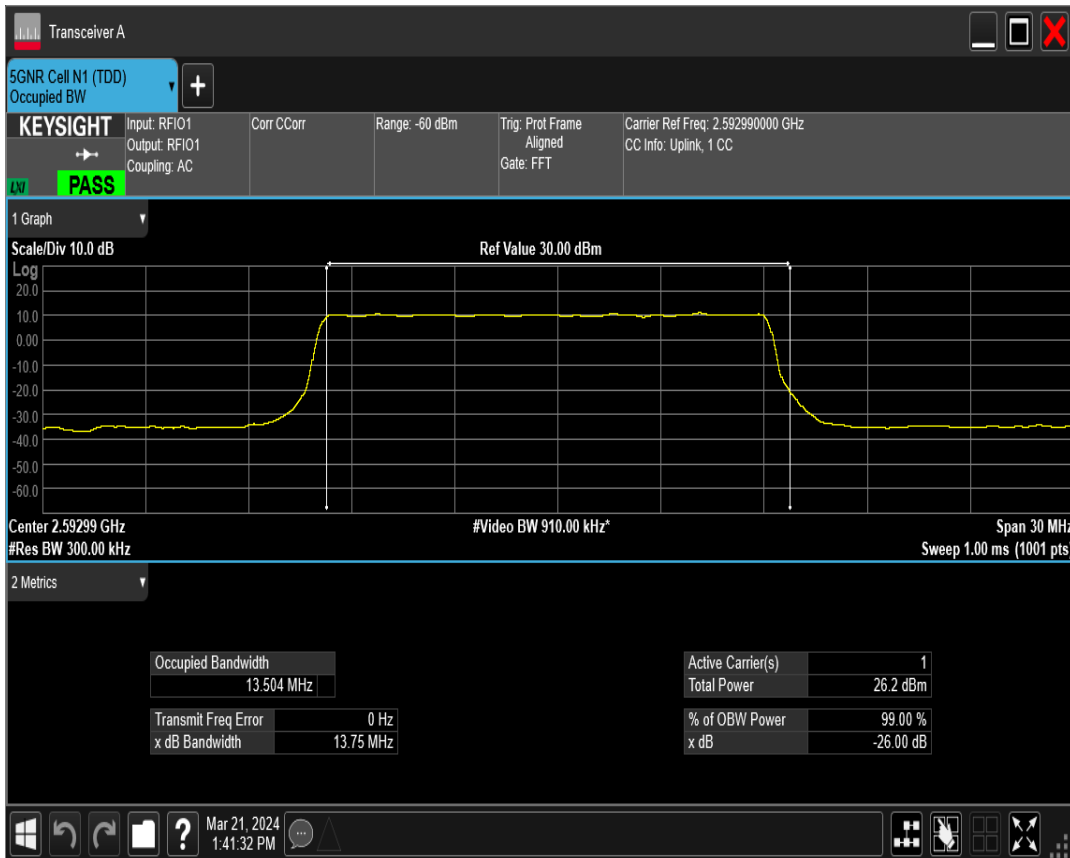 Transceiver A
5GNR Cell N1 (TDD)
Occupied BW
+
KEYSIGHT
LXI
PASS
Input: RFIO1
Output: RFIO1
Coupling: AC
Corr CCorr
Range: -60 dBm
Trig: Prot Frame
Aligned
Gate: FFT
Carrier Ref Freq: 2.592990000 GHz
CC Info: Uplink, 1 CC
1 Graph
Scale/Div 10.0 dB
Ref Value 30.00 dBm
Log
20.0
10.0
0.00
-10.0
-20.0
-30.0
-40.0
-50.0
-60.0
Center 2.59299 GHz
#Video BW 910.00 kHz*
Span 30 MHz
#Res BW 300.00 kHz
Sweep 1.00 ms (1001 pts)
2 Metrics
Occupied Bandwidth
13.504 MHz
Transmit Freq Error 0 Hz
x dB Bandwidth 13.75 MHz
Active Carrier(s) 1
Total Power 26.2 dBm
% of OBW Power 99.00 %
x dB -26.00 dB
?
Mar 21, 2024
1:41:32 PM